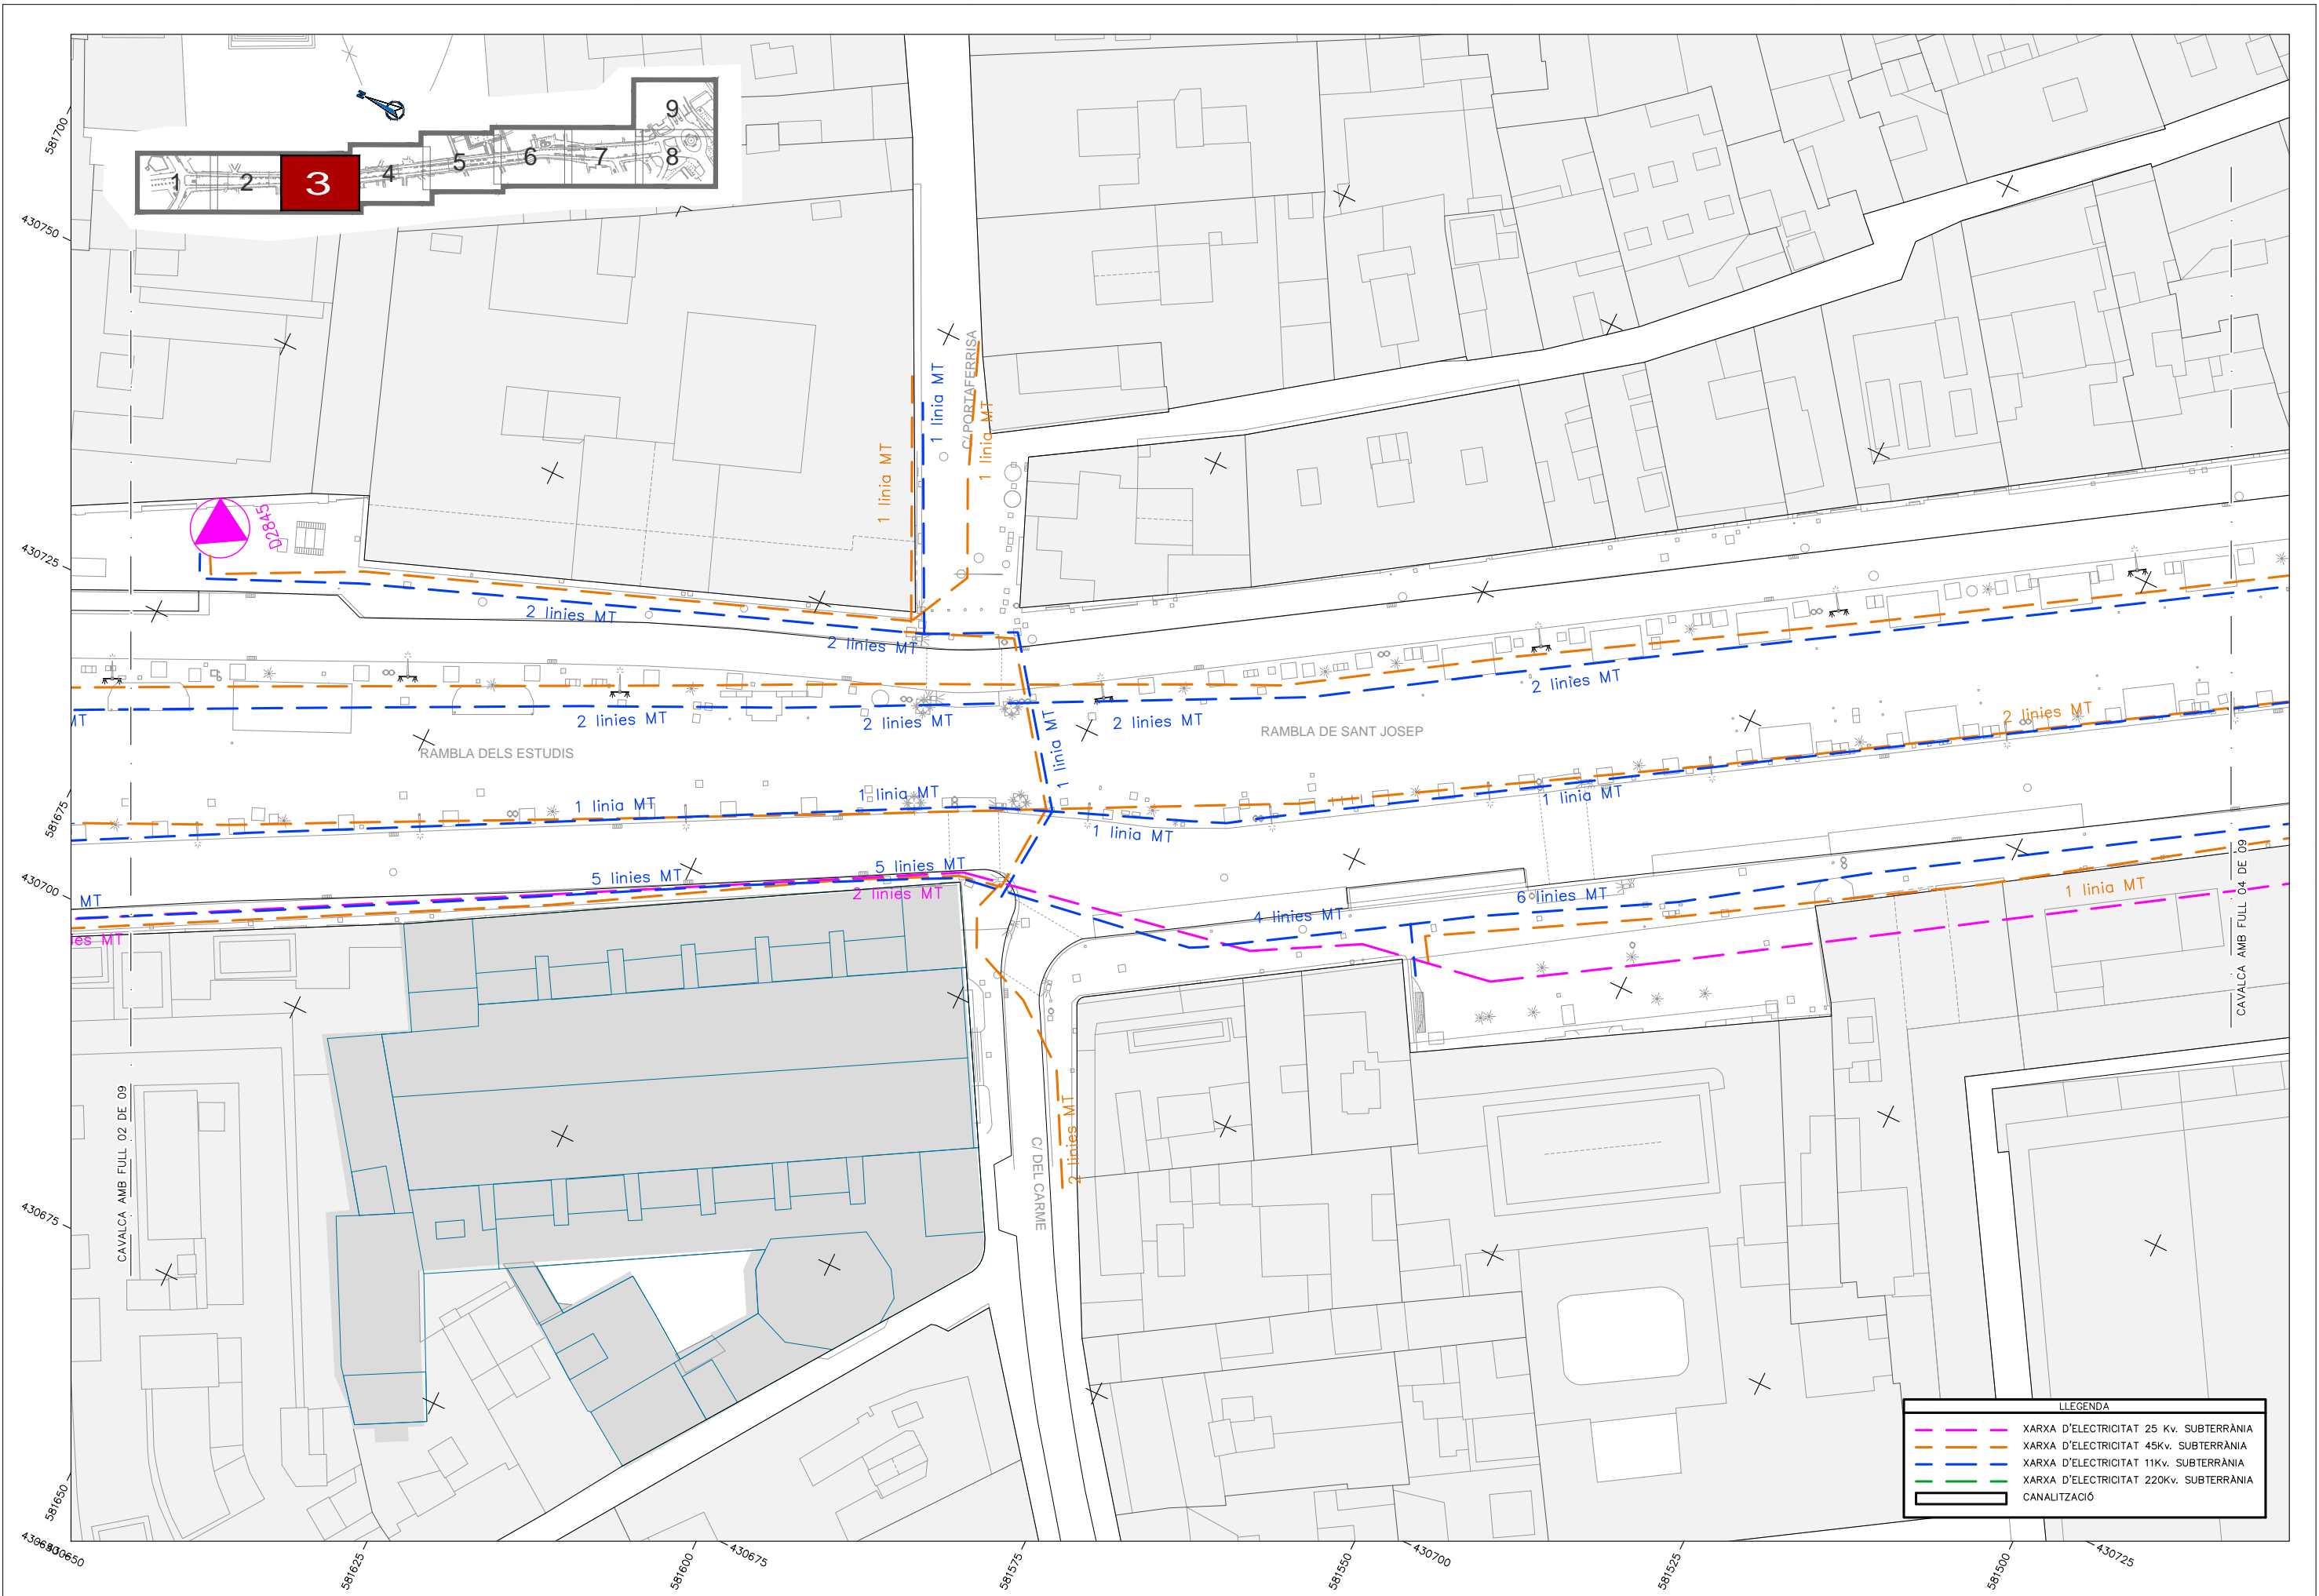 581700
430750
430725
581675
430700
430675
581650
430650
1
2
3
4
5
6
7
8
9
N
D2845
C/PORTAFERRISA
1 linia MT
1 linia MT
1 linia MT
2 linies MT
2 linies MT
MT
2 linies MT
2 linies MT
2 linies MT
2 linies MT
RAMBLA DELS ESTUDIS
RAMBLA DE SANT JOSEP
1 linia MT
2 linies MT
1 linia MT
1 linia MT
1 linia MT
1 linia MT
5 linies MT
5 linies MT
2 linies MT
MT
ies MT
4 linies MT
6 linies MT
1 linia MT
2 linies MT
C/ DEL CARME
CAVALCA AMB FULL 02 DE 09
CAVALCA AMB FULL 04 DE 09
LLEGENDA
XARXA D'ELECTRICITAT 25 Kv. SUBTERRÀNIA
XARXA D'ELECTRICITAT 45Kv. SUBTERRÀNIA
XARXA D'ELECTRICITAT 11Kv. SUBTERRÀNIA
XARXA D'ELECTRICITAT 220Kv. SUBTERRÀNIA
CANALITZACIÓ
430650
581625
581600
430675
581575
581550
430700
581525
581500
430725